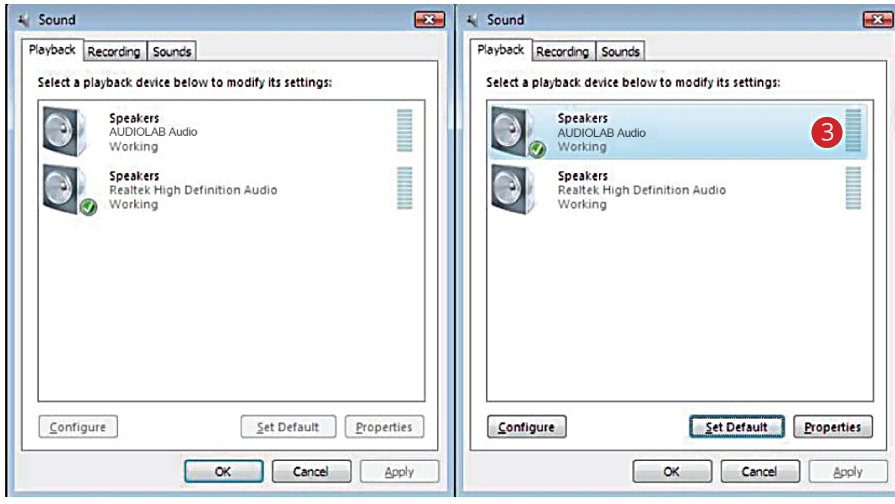 Sound
Playback Recording Sounds
Select a playback device below to modify its settings:
Speakers
AUDIOLAB Audio
Working
Speakers
Realtek High Definition Audio
Working
Configure Set Default Properties
OK Cancel Apply
Sound
Playback Recording Sounds
Select a playback device below to modify its settings:
Speakers
AUDIOLAB Audio
Working
3
Speakers
Realtek High Definition Audio
Working
Configure Set Default Properties
OK Cancel Apply